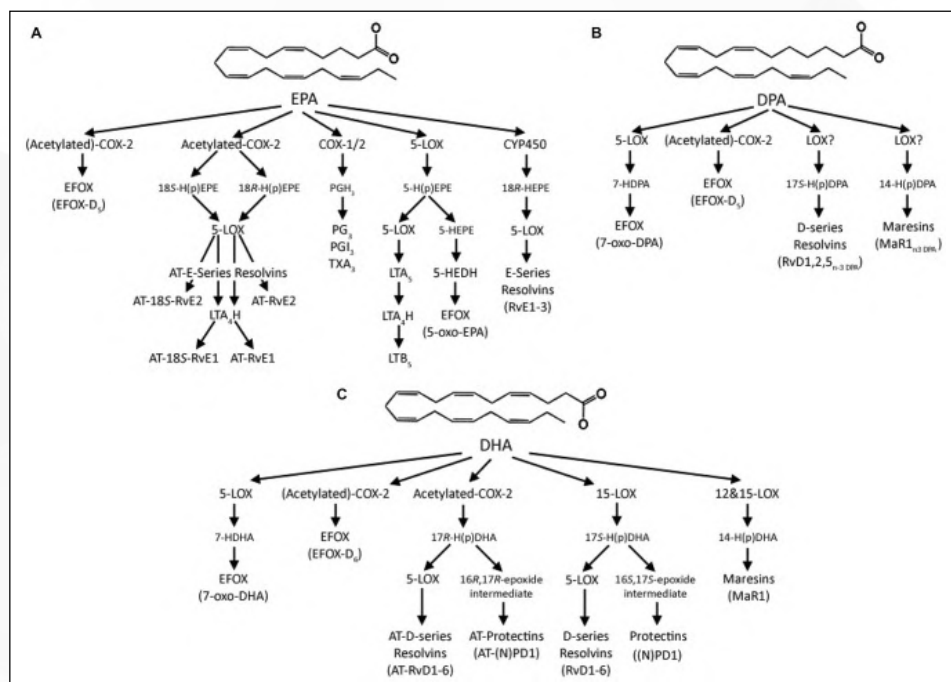 A
O
O
EPA
(Acetylated)-COX-2
Acetylated-COX-2
COX-1/2
5-LOX
CYP450
EFOX
(EFOX-D₅)
18S-H(p)EPE
18R-H(p)EPE
PGH₃
5-H(p)EPE
18R-HEPE
5-LOX
PG₃
PGI₃
TXA₃
5-LOX
5-HEPE
5-LOX
AT-E-Series Resolvins
LTA₅
5-HEDH
E-Series
Resolvins
(RvE1-3)
AT-18S-RvE2
AT-RvE2
LTA₄H
LTA₄H
EFOX
(5-oxo-EPA)
AT-18S-RvE1
AT-RvE1
LTB₅
B
O
O
DPA
5-LOX
(Acetylated)-COX-2
LOX?
LOX?
7-HDPA
EFOX
(EFOX-D₅)
17S-H(p)DPA
14-H(p)DPA
EFOX
(7-oxo-DPA)
D-series
Resolvins
(RvD1,2,5ₙ₋₃ DPA)
Maresins
(MaR1ₙ₃ DPA)
C
O
O
DHA
5-LOX
(Acetylated)-COX-2
Acetylated-COX-2
15-LOX
12&15-LOX
7-HDHA
EFOX
(EFOX-D₆)
17R-H(p)DHA
17S-H(p)DHA
14-H(p)DHA
EFOX
(7-oxo-DHA)
5-LOX
16R,17R-epoxide
intermediate
5-LOX
16S,17S-epoxide
intermediate
Maresins
(MaR1)
AT-D-series
Resolvins
(AT-RvD1-6)
AT-Protectins
(AT-(N)PD1)
D-series
Resolvins
(RvD1-6)
Protectins
((N)PD1)